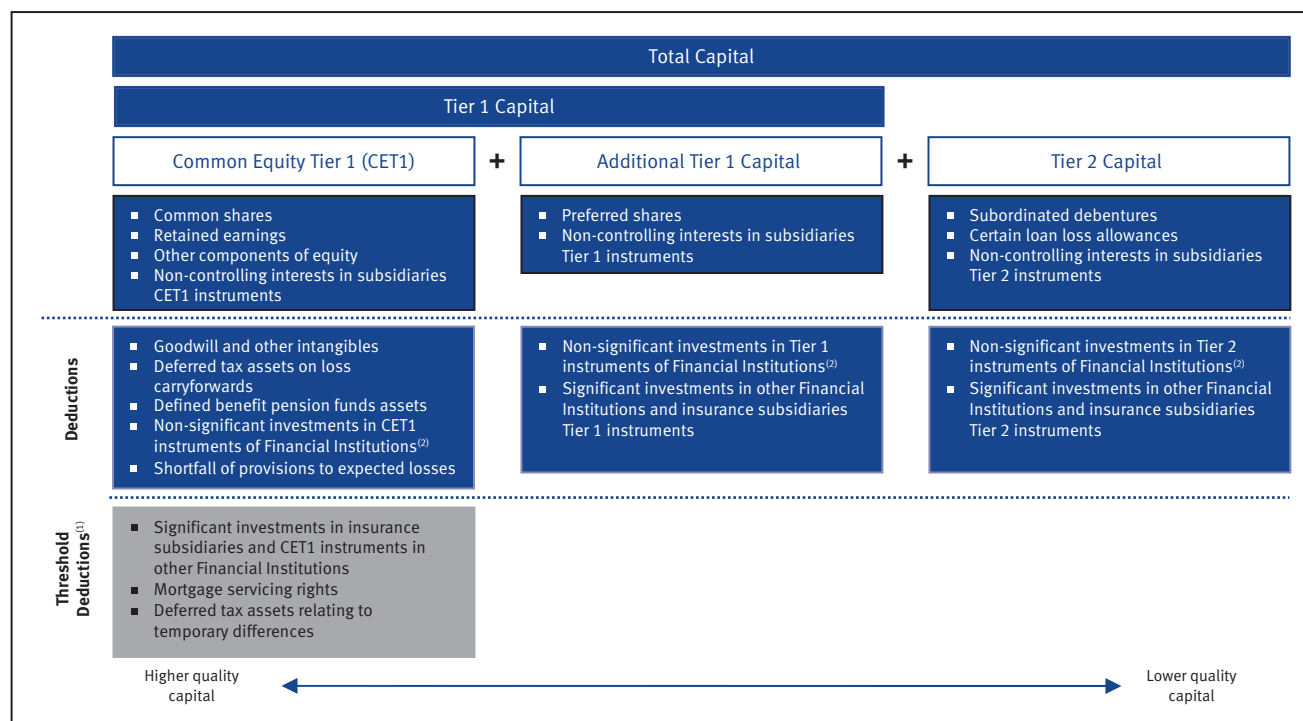 Total Capital
Tier 1 Capital
Common Equity Tier 1 (CET1)
+
Additional Tier 1 Capital
+
Tier 2 Capital
▪ Common shares
▪ Retained earnings
▪ Other components of equity
▪ Non-controlling interests in subsidiaries
CET1 instruments
▪ Preferred shares
▪ Non-controlling interests in subsidiaries
Tier 1 instruments
▪ Subordinated debentures
▪ Certain loan loss allowances
▪ Non-controlling interests in subsidiaries
Tier 2 instruments
Deductions
▪ Goodwill and other intangibles
▪ Deferred tax assets on loss
carryforwards
▪ Defined benefit pension funds assets
▪ Non-significant investments in CET1
instruments of Financial Institutions(2)
▪ Shortfall of provisions to expected losses
▪ Non-significant investments in Tier 1
instruments of Financial Institutions(2)
▪ Significant investments in other Financial
Institutions and insurance subsidiaries
Tier 1 instruments
▪ Non-significant investments in Tier 2
instruments of Financial Institutions(2)
▪ Significant investments in other Financial
Institutions and insurance subsidiaries
Tier 2 instruments
Threshold
Deductions(1)
▪ Significant investments in insurance
subsidiaries and CET1 instruments in
other Financial Institutions
▪ Mortgage servicing rights
▪ Deferred tax assets relating to
temporary differences
Higher quality
capital
Lower quality
capital